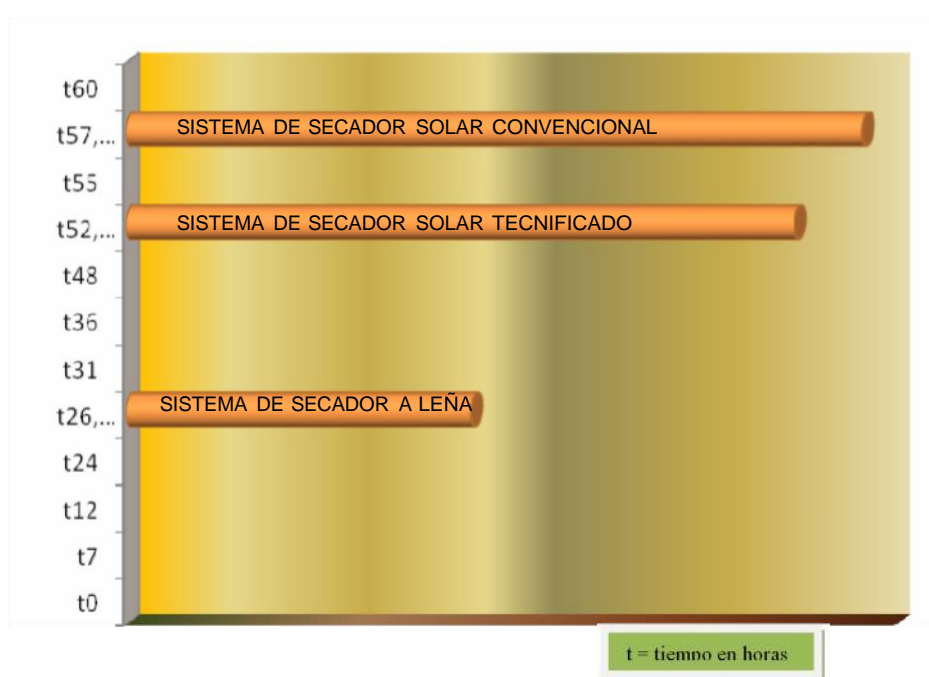 t60
SISTEMA DE SECADOR SOLAR CONVENCIONAL
t57,...
t55
SISTEMA DE SECADOR SOLAR TECNIFICADO
t52,...
t48
t36
t31
SISTEMA DE SECADOR A LEÑA
t26,...
t24
t12
t7
t0
t = tiempo en horas